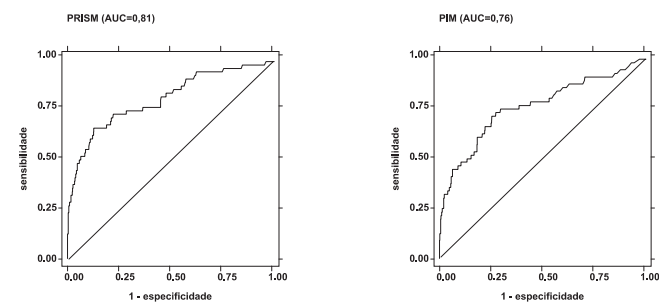 PRISM (AUC=0,81)
1.00
0.75
0.50
0.25
0.00
sensibilidade
0.00 0.25 0.50 0.75 1.00
1 - especificidade
PIM (AUC=0,76)
1.00
0.75
0.50
0.25
0.00
sensibilidade
0.00 0.25 0.50 0.75 1.00
1 - especificidade